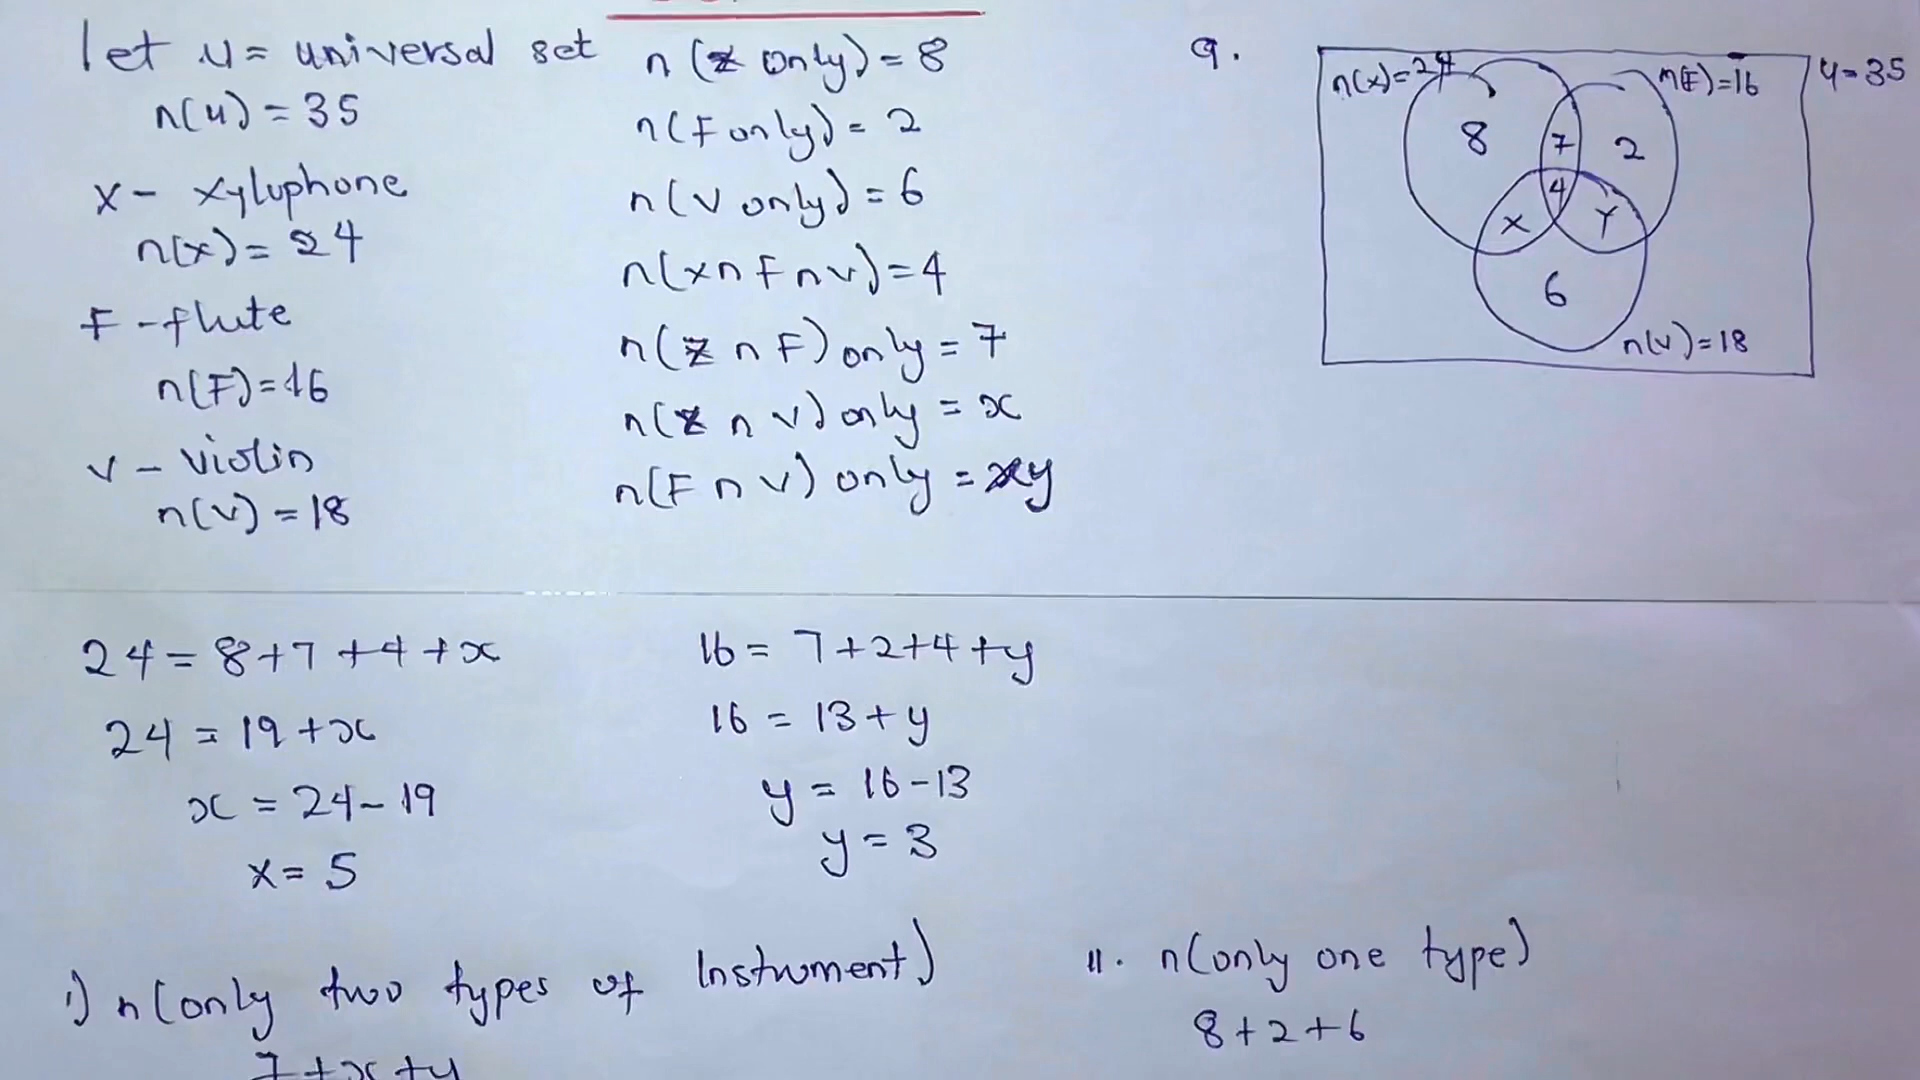 let u = universal set
n(u) = 35
X - xylophone
n(x) = 24
F - flute
n(F) = 16
V - violin
n(V) = 18
n(X only) = 8
n(F only) = 2
n(V only) = 6
n(X n F n V) = 4
n(X n F) only = 7
n(X n V) only = x
n(F n V) only = y
9.
n(x) = 24
n(F) = 16
u = 35
8
7
2
4
X
Y
6
n(V) = 18
24 = 8+7+4+x
24 = 19+x
x = 24-19
x = 5
16 = 7+2+4+y
16 = 13+y
y = 16-13
y = 3
i) n(only two types of Instrument)
7+x+y
11. n(only one type)
8+2+6